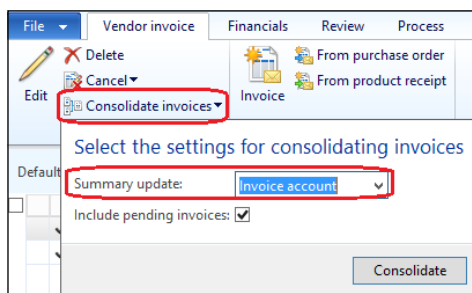 File Vendor invoice Financials Review Process
Delete
Cancel
Consolidate invoices
Edit
Invoice
From purchase order
From product receipt
Select the settings for consolidating invoices
Default
Summary update: Invoice account
Include pending invoices:
Consolidate